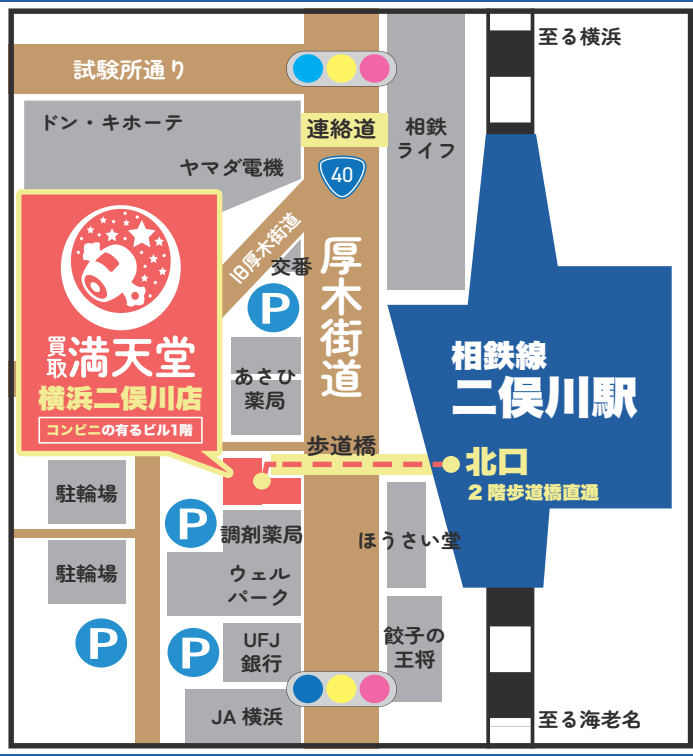 至る横浜
試験所通り
ドン・キホーテ
連絡道
相鉄
ライフ
ヤマダ電機
40
旧厚木街道
交番
P
厚木街道
買取
満天堂
横浜二俣川店
コンビニの有るビル1階
あさひ
薬局
相鉄線
二俣川駅
歩道橋
北口
2階歩道橋直通
駐輪場
P
調剤薬局
ほうさい堂
駐輪場
ウェル
パーク
P
P
UFJ
銀行
餃子の
王将
JA 横浜
至る海老名